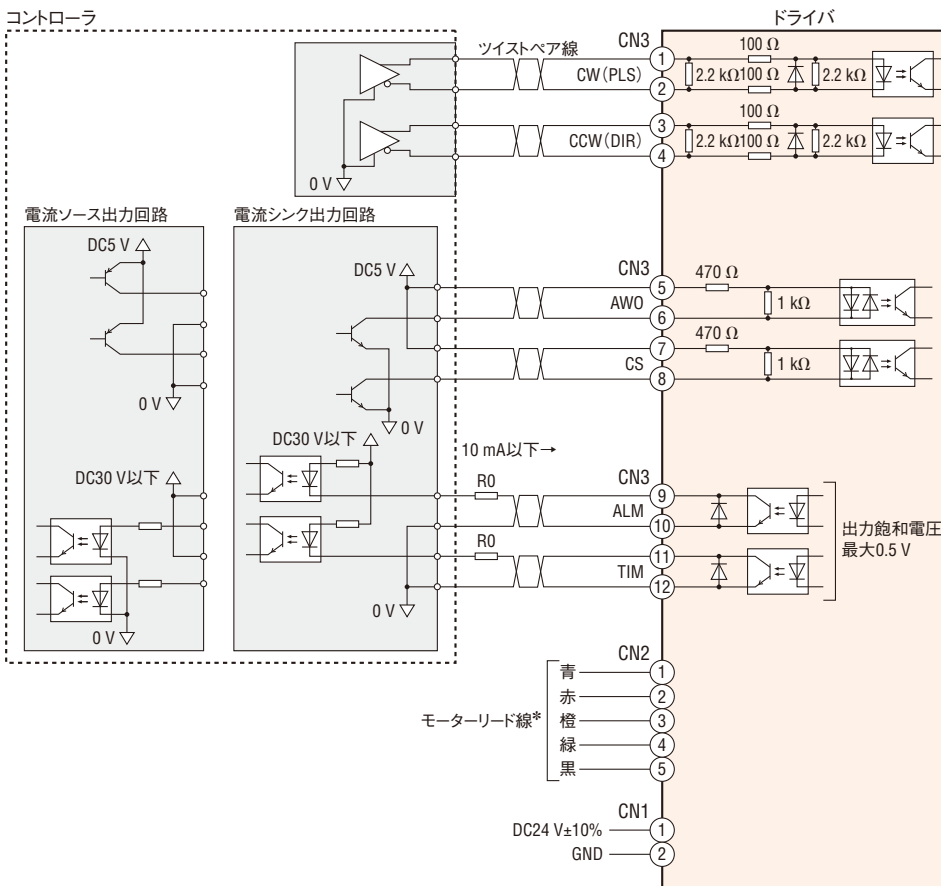 コントローラ
ドライバ
ツイストペア線
CN3
100 Ω
1
CW(PLS)
2.2 kΩ
100 Ω
2.2 kΩ
2
100 Ω
3
CCW(DIR)
2.2 kΩ
100 Ω
2.2 kΩ
4
0 V
電流ソース出力回路
電流シンク出力回路
DC5 V
DC5 V
CN3
470 Ω
5
AWO
1 kΩ
6
470 Ω
7
CS
1 kΩ
8
0 V
0 V
DC30 V以下
10 mA以下→
DC30 V以下
R0
CN3
9
ALM
10
出力飽和電圧
最大0.5 V
R0
11
TIM
12
0 V
0 V
CN2
青
1
赤
2
モーターリード線*
橙
3
緑
4
黒
5
CN1
DC24 V±10%
1
GND
2